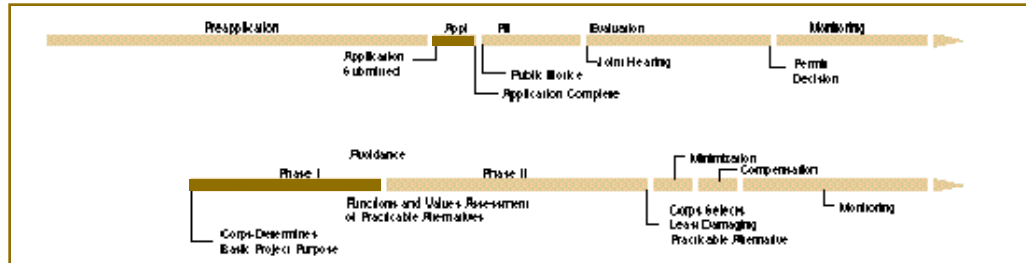 Preapplication Appl PN Evaluation Monitoring
Application
Submitted
Public Notice
Application Complete
Joint Hearing
Permit
Decision
Avoidance
Phase I Phase II
Minimization
Compensation
Functions and Values Assessment
of Practicable Alternatives
Corps Determines
Basic Project Purpose
Corps Selects
Least Damaging
Practicable Alternative
Monitoring